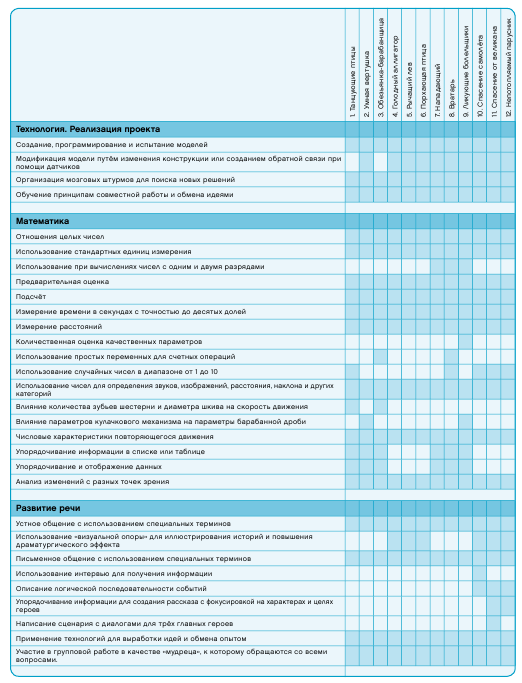 1. Танцующие птицы
2. Умная вертушка
3. Обезьянка-барабанщица
4. Голодный аллигатор
5. Рычащий лев
6. Порхающая птица
7. Нападающий
8. Вратарь
9. Ликующие болельщики
10. Спасение самолёта
11. Спасение от великана
12. Непотопляемый парусник
Технология. Реализация проекта
Создание, программирование и испытание моделей
Модификация модели путём изменения конструкции или созданием обратной связи при
помощи датчиков
Организация мозговых штурмов для поиска новых решений
Обучение принципам совместной работы и обмена идеями
Математика
Отношения целых чисел
Использование стандартных единиц измерения
Использование при вычислениях чисел с одним и двумя разрядами
Предварительная оценка
Подсчёт
Измерение времени в секундах с точностью до десятых долей
Измерение расстояний
Количественная оценка качественных параметров
Использование простых переменных для счетных операций
Использование случайных чисел в диапазоне от 1 до 10
Использование чисел для определения звуков, изображений, расстояния, наклона и других
категорий
Влияние количества зубьев шестерни и диаметра шкива на скорость движения
Влияние параметров кулачкового механизма на параметры барабанной дроби
Числовые характеристики повторяющегося движения
Упорядочивание информации в списке или таблице
Упорядочивание и отображение данных
Анализ изменений с разных точек зрения
Развитие речи
Устное общение с использованием специальных терминов
Использование «визуальной опоры» для иллюстрирования историй и повышения
драматургического эффекта
Письменное общение с использованием специальных терминов
Использование интервью для получения информации
Описание логической последовательности событий
Упорядочивание информации для создания рассказа с фокусировкой на характерах и целях
героев
Написание сценария с диалогами для трёх главных героев
Применение технологий для выработки идей и обмена опытом
Участие в групповой работе в качестве «мудреца», к которому обращаются со всеми
вопросами.